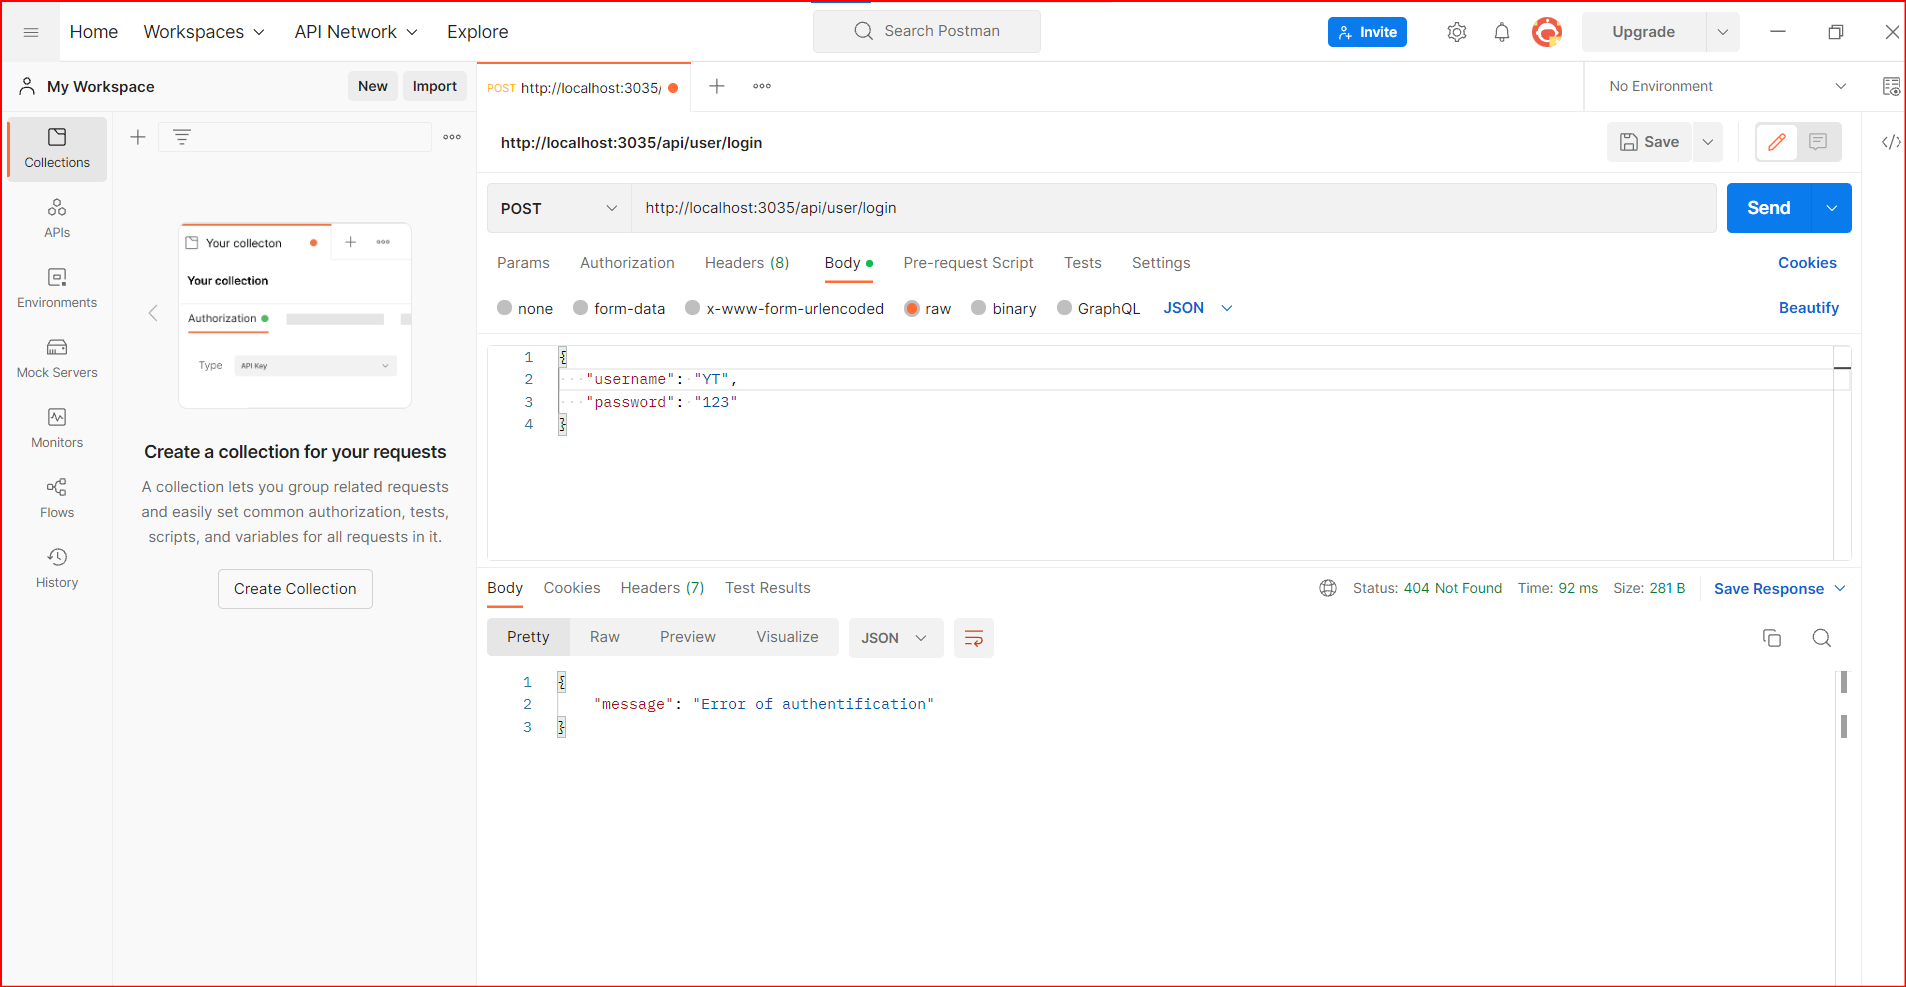 Home Workspaces API Network Explore Search Postman Invite Upgrade
My Workspace New Import POST http://localhost:3035/ No Environment
Collections
APIs
Environments
Mock Servers
Monitors
Flows
History
Your collecton
Your collection
Authorization
Type API Key
Create a collection for your requests
A collection lets you group related requests
and easily set common authorization, tests,
scripts, and variables for all requests in it.
Create Collection
http://localhost:3035/api/user/login Save
POST http://localhost:3035/api/user/login Send
Params Authorization Headers (8) Body Pre-request Script Tests Settings Cookies
none form-data x-www-form-urlencoded raw binary GraphQL JSON Beautify
1 {
2 "username": "YT",
3 "password": "123"
4 }
Body Cookies Headers (7) Test Results Status: 404 Not Found Time: 92 ms Size: 281 B Save Response
Pretty Raw Preview Visualize JSON
1 {
2 "message": "Error of authentification"
3 }